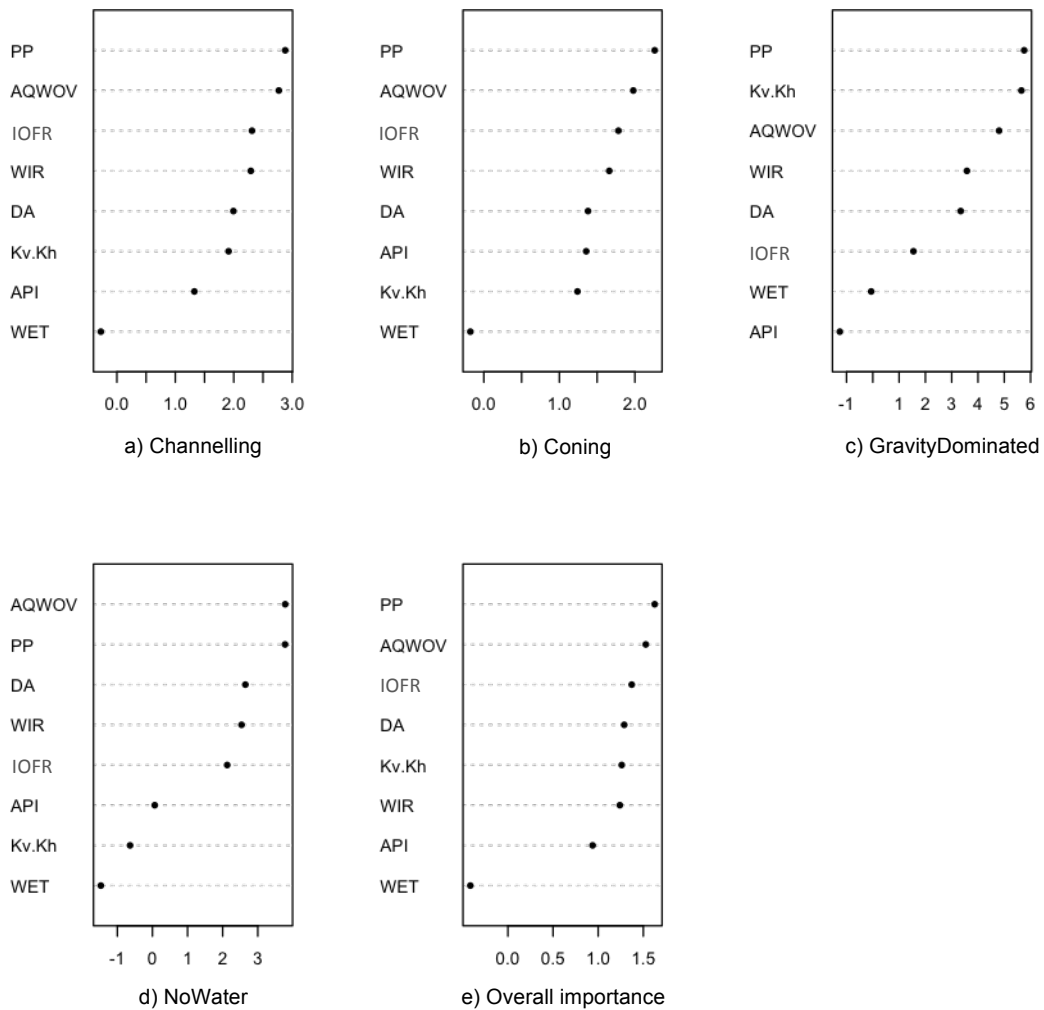 PP
AQWOV
IOFR
WIR
DA
Kv.Kh
API
WET
0.0 1.0 2.0 3.0
a) Channelling
PP
AQWOV
IOFR
WIR
DA
API
Kv.Kh
WET
0.0 1.0 2.0
b) Coning
PP
Kv.Kh
AQWOV
WIR
DA
IOFR
WET
API
-1 1 2 3 4 5 6
c) GravityDominated
AQWOV
PP
DA
WIR
IOFR
API
Kv.Kh
WET
-1 0 1 2 3
d) NoWater
PP
AQWOV
IOFR
DA
Kv.Kh
WIR
API
WET
0.0 0.5 1.0 1.5
e) Overall importance